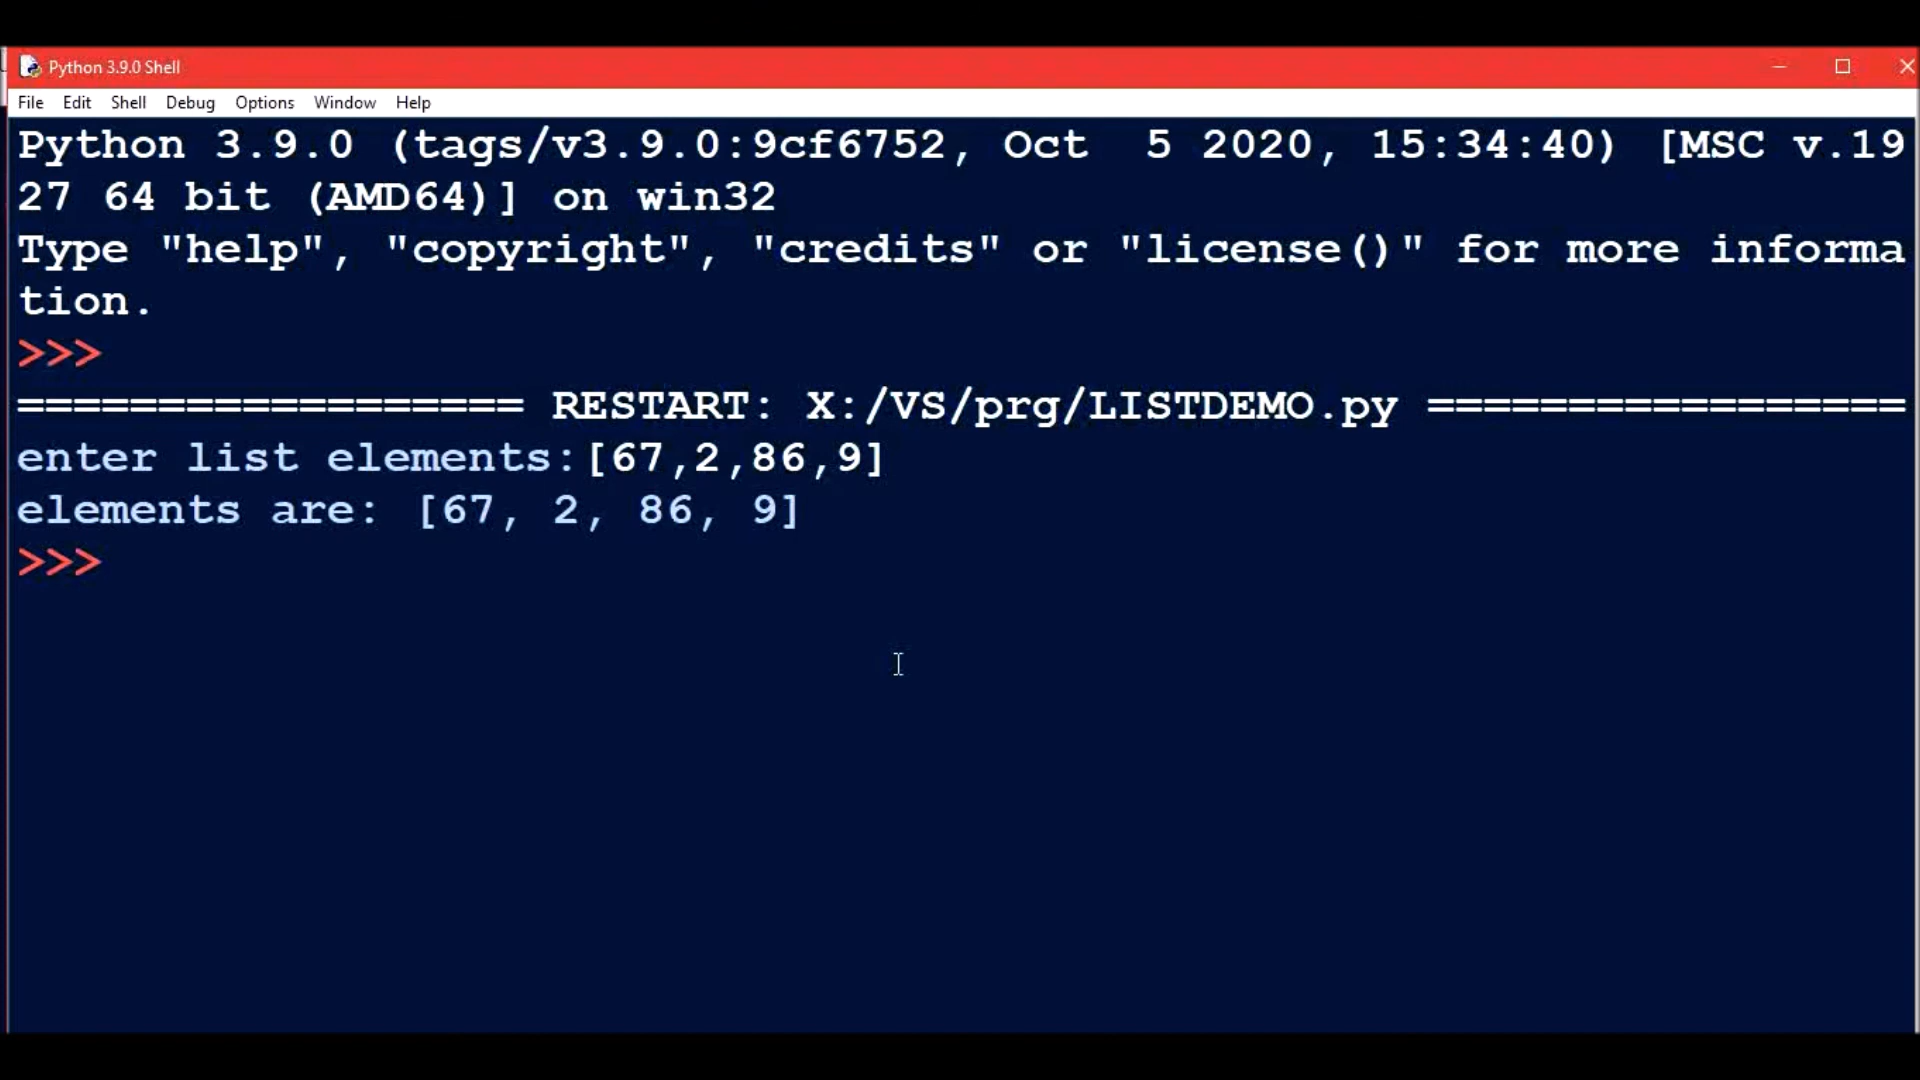 Python 3.9.0 Shell
File Edit Shell Debug Options Window Help
Python 3.9.0 (tags/v3.9.0:9cf6752, Oct  5 2020, 15:34:40) [MSC v.19
27 64 bit (AMD64)] on win32
Type "help", "copyright", "credits" or "license()" for more informa
tion.
>>>
================== RESTART: X:/VS/prg/LISTDEMO.py =================
enter list elements:[67,2,86,9]
elements are: [67, 2, 86, 9]
>>>